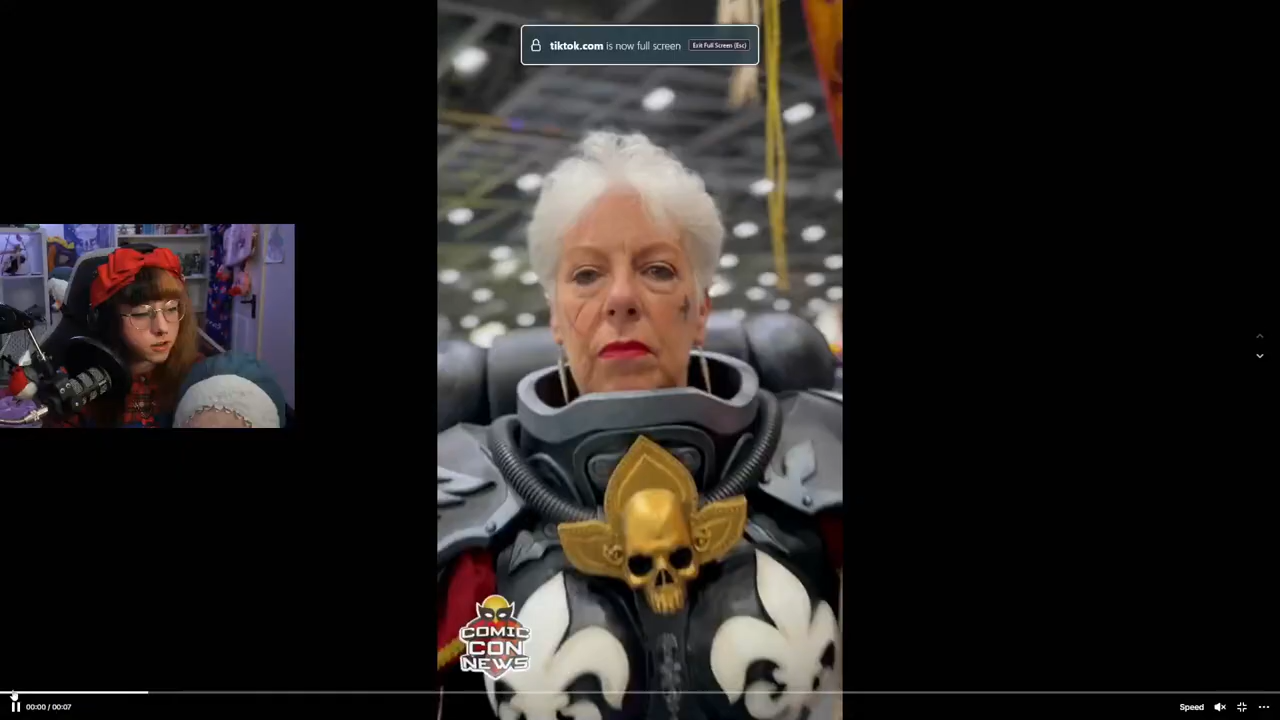 tiktok.com is now full screen Exit Full Screen (Esc)
COMIC
CON
NEWS
00:00 / 00:07
Speed